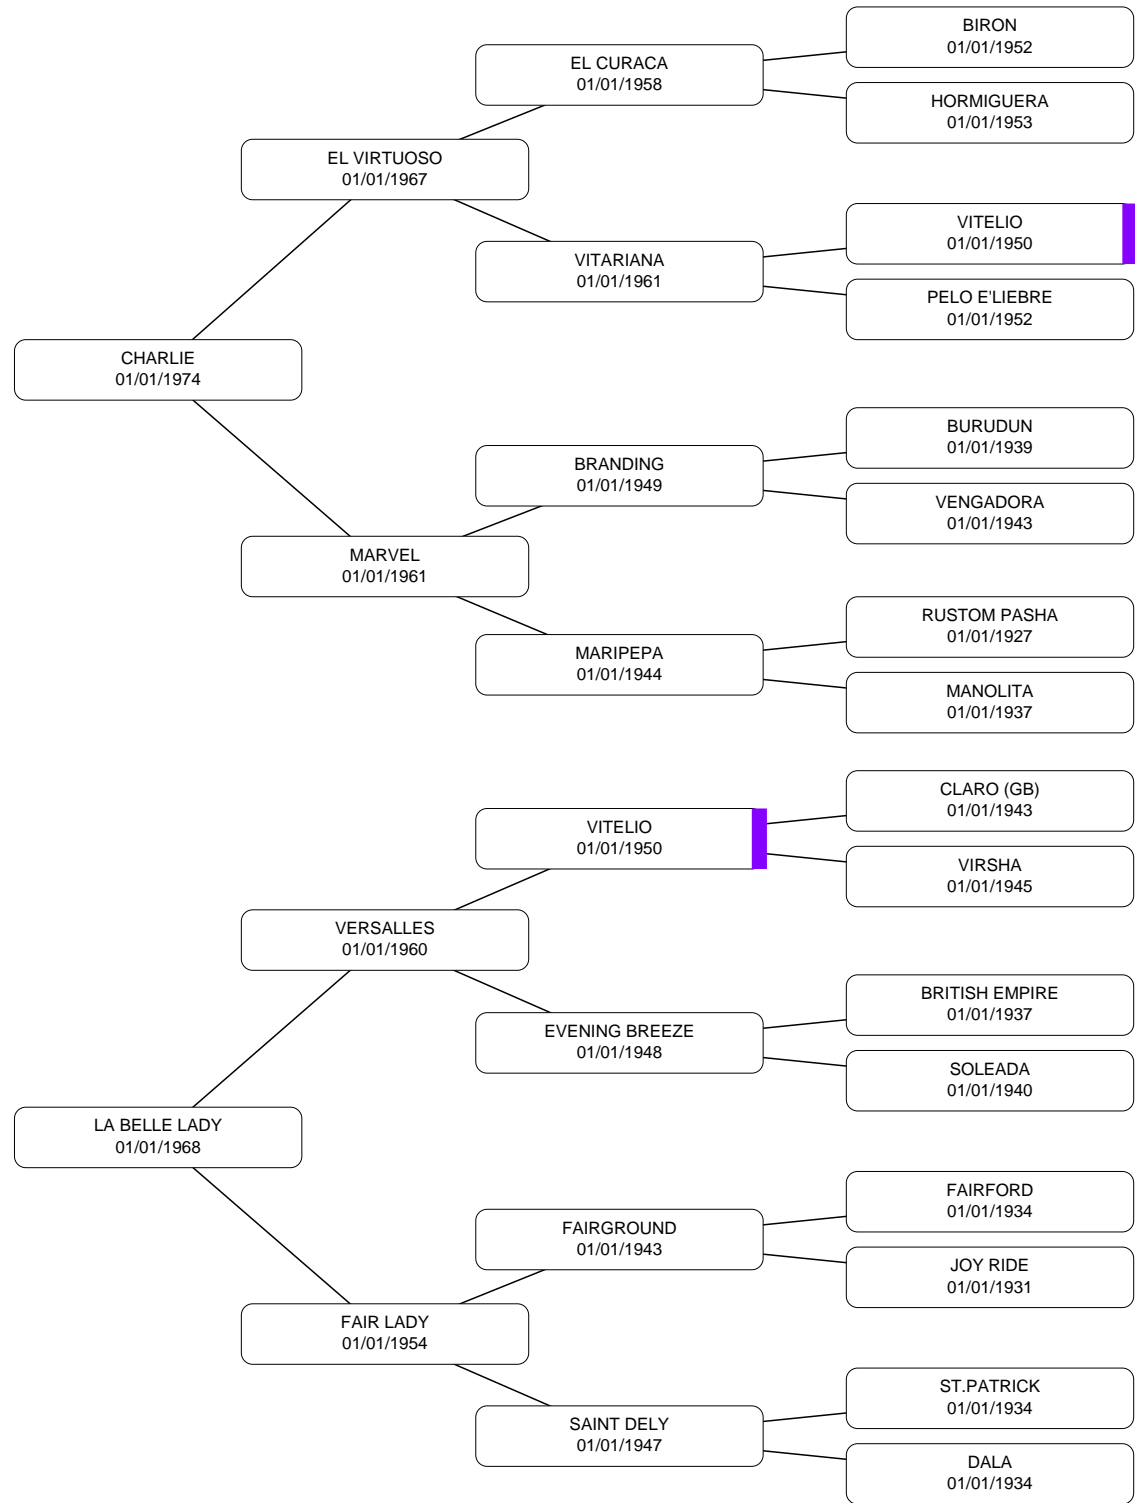 BIRON
01/01/1952
EL CURACA
01/01/1958
HORMIGUERA
01/01/1953
EL VIRTUOSO
01/01/1967
VITELIO
01/01/1950
VITARIANA
01/01/1961
PELO E'LIEBRE
01/01/1952
CHARLIE
01/01/1974
BURUDUN
01/01/1939
BRANDING
01/01/1949
VENGADORA
01/01/1943
MARVEL
01/01/1961
RUSTOM PASHA
01/01/1927
MARIPEPA
01/01/1944
MANOLITA
01/01/1937
CLARO (GB)
01/01/1943
VITELIO
01/01/1950
VIRSHA
01/01/1945
VERSALLES
01/01/1960
BRITISH EMPIRE
01/01/1937
EVENING BREEZE
01/01/1948
SOLEADA
01/01/1940
LA BELLE LADY
01/01/1968
FAIRFORD
01/01/1934
FAIRGROUND
01/01/1943
JOY RIDE
01/01/1931
FAIR LADY
01/01/1954
ST.PATRICK
01/01/1934
SAINT DELY
01/01/1947
DALA
01/01/1934